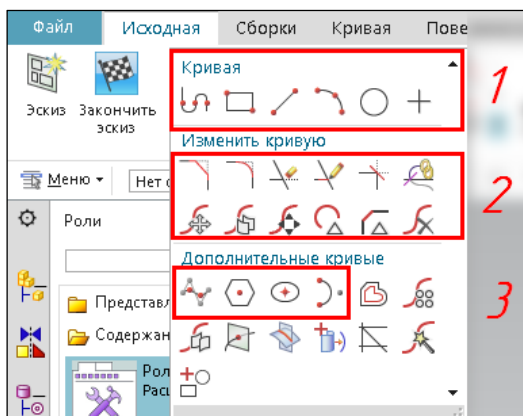 Файл Исходная Сборки Кривая Пове
Эскиз Закончить эскиз
Кривая
1
Изменить кривую
2
Меню Нет
Роли
Дополнительные кривые
3
Представл
Содержан
Рол
Расц